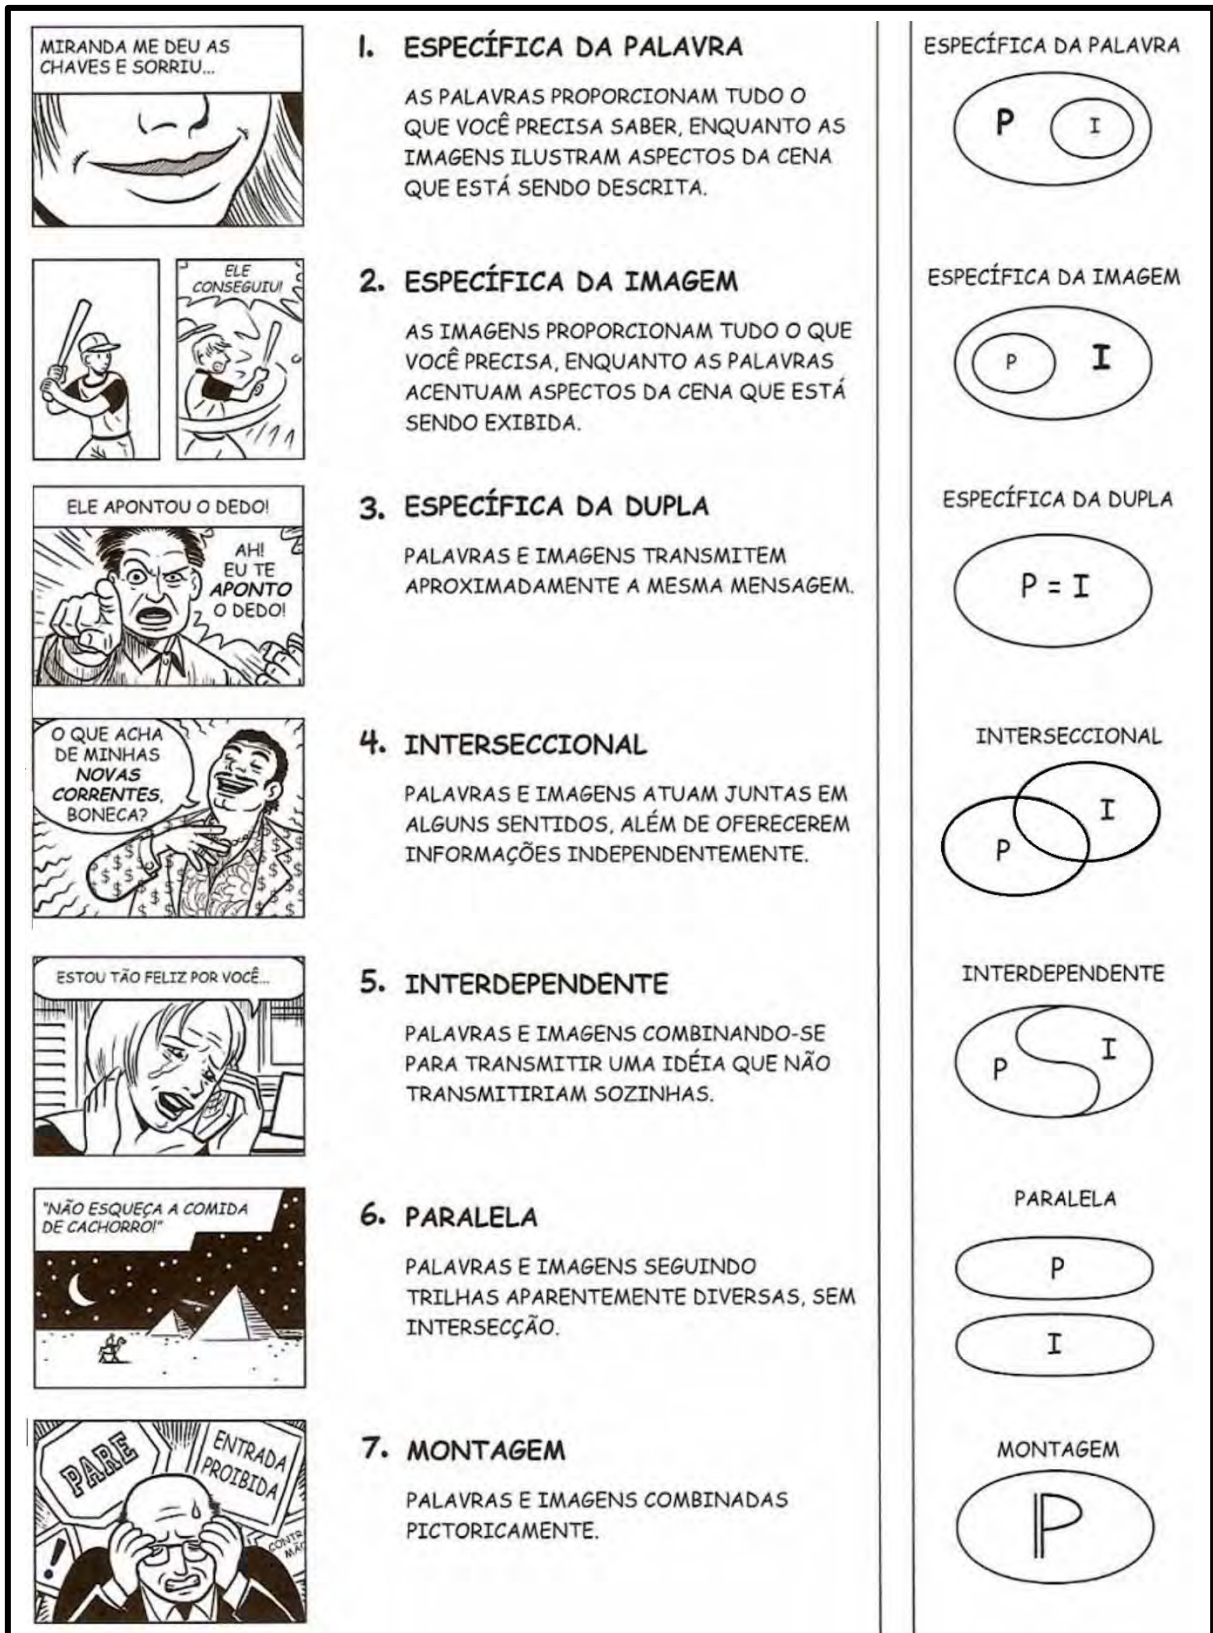 MIRANDA ME DEU AS
CHAVES E SORRIU...
1. ESPECÍFICA DA PALAVRA
AS PALAVRAS PROPORCIONAM TUDO O
QUE VOCÊ PRECISA SABER, ENQUANTO AS
IMAGENS ILUSTRAM ASPECTOS DA CENA
QUE ESTÁ SENDO DESCRITA.
ESPECÍFICA DA PALAVRA
P I
ELE
CONSEGUIU!
2. ESPECÍFICA DA IMAGEM
AS IMAGENS PROPORCIONAM TUDO O QUE
VOCÊ PRECISA, ENQUANTO AS PALAVRAS
ACENTUAM ASPECTOS DA CENA QUE ESTÁ
SENDO EXIBIDA.
ESPECÍFICA DA IMAGEM
P I
ELE APONTOU O DEDO!
AH!
EU TE
APONTO
O DEDO!
3. ESPECÍFICA DA DUPLA
PALAVRAS E IMAGENS TRANSMITEM
APROXIMADAMENTE A MESMA MENSAGEM.
ESPECÍFICA DA DUPLA
P = I
O QUE ACHA
DE MINHAS
NOVAS
CORRENTES,
BONECA?
4. INTERSECCIONAL
PALAVRAS E IMAGENS ATUAM JUNTAS EM
ALGUNS SENTIDOS, ALÉM DE OFERECEREM
INFORMAÇÕES INDEPENDENTEMENTE.
INTERSECCIONAL
I
P
ESTOU TÃO FELIZ POR VOCÊ...
5. INTERDEPENDENTE
PALAVRAS E IMAGENS COMBINANDO-SE
PARA TRANSMITIR UMA IDÉIA QUE NÃO
TRANSMITIRIAM SOZINHAS.
INTERDEPENDENTE
P I
"NÃO ESQUEÇA A COMIDA
DE CACHORRO!"
6. PARALELA
PALAVRAS E IMAGENS SEGUINDO
TRILHAS APARENTEMENTE DIVERSAS, SEM
INTERSECÇÃO.
PARALELA
P
I
PARE
ENTRADA
PROIBIDA
!
CONTRA
MÃO
7. MONTAGEM
PALAVRAS E IMAGENS COMBINADAS
PICTORICAMENTE.
MONTAGEM
P